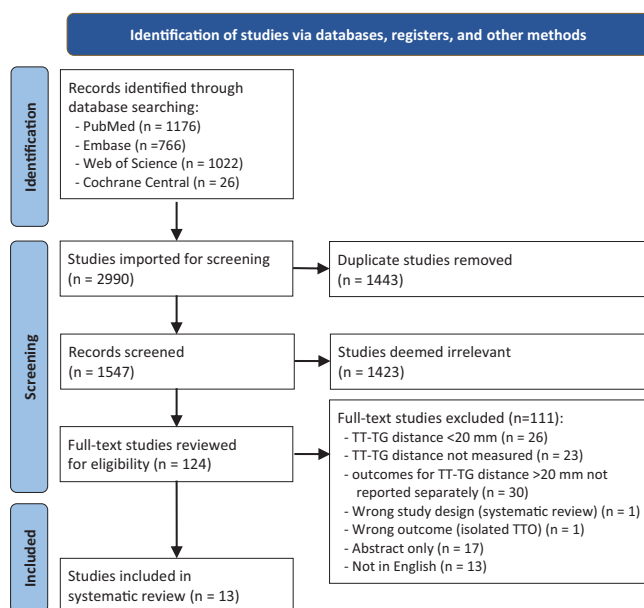 Identification of studies via databases, registers, and other methods
Identification
Records identified through
database searching:
- PubMed (n = 1176)
- Embase (n =766)
- Web of Science (n = 1022)
- Cochrane Central (n = 26)
Screening
Studies imported for screening
(n = 2990)
Duplicate studies removed
(n = 1443)
Records screened
(n = 1547)
Studies deemed irrelevant
(n = 1423)
Full-text studies reviewed
for eligibility (n = 124)
Full-text studies excluded (n=111):
- TT-TG distance <20 mm (n = 26)
- TT-TG distance not measured (n = 23)
- outcomes for TT-TG distance >20 mm not
reported separately (n = 30)
- Wrong study design (systematic review) (n = 1)
- Wrong outcome (isolated TTO) (n = 1)
- Abstract only (n = 17)
- Not in English (n = 13)
Included
Studies included in
systematic review (n = 13)